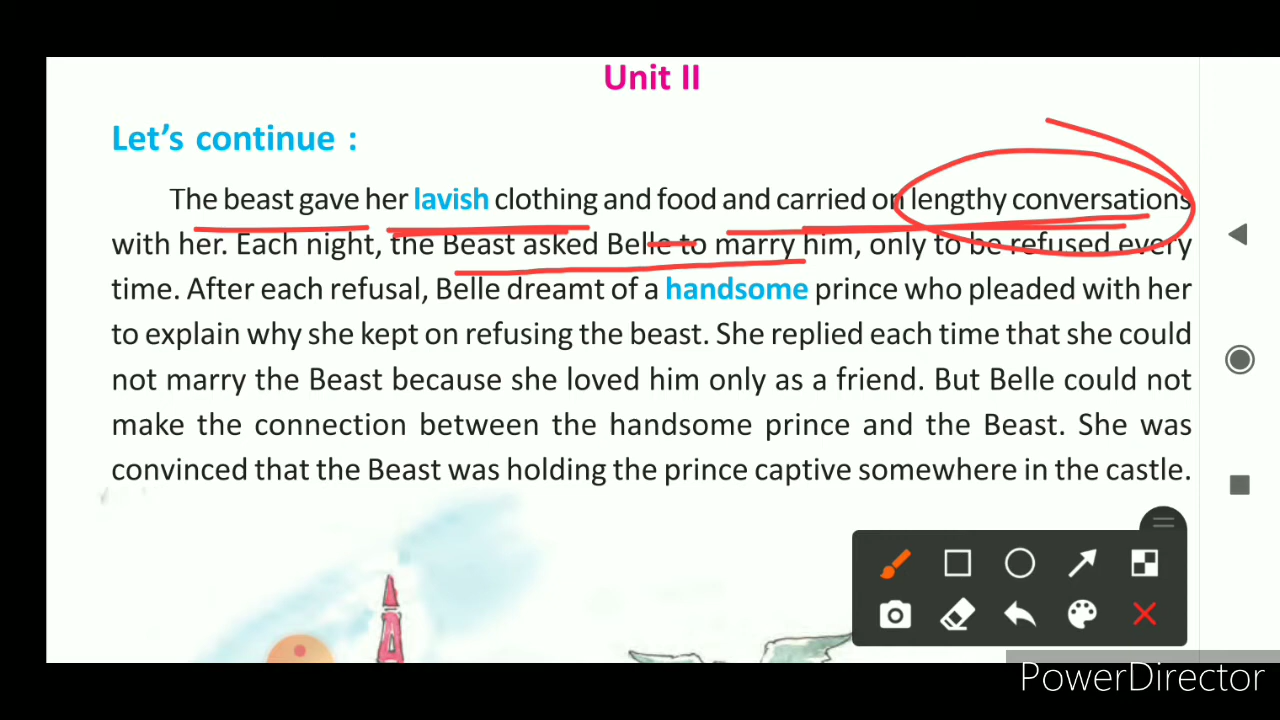 Unit II
Let's continue :
The beast gave her lavish clothing and food and carried on lengthy conversations
with her. Each night, the Beast asked Belle to marry him, only to be refused every
time. After each refusal, Belle dreamt of a handsome prince who pleaded with her
to explain why she kept on refusing the beast. She replied each time that she could
not marry the Beast because she loved him only as a friend. But Belle could not
make the connection between the handsome prince and the Beast. She was
convinced that the Beast was holding the prince captive somewhere in the castle.
PowerDirector